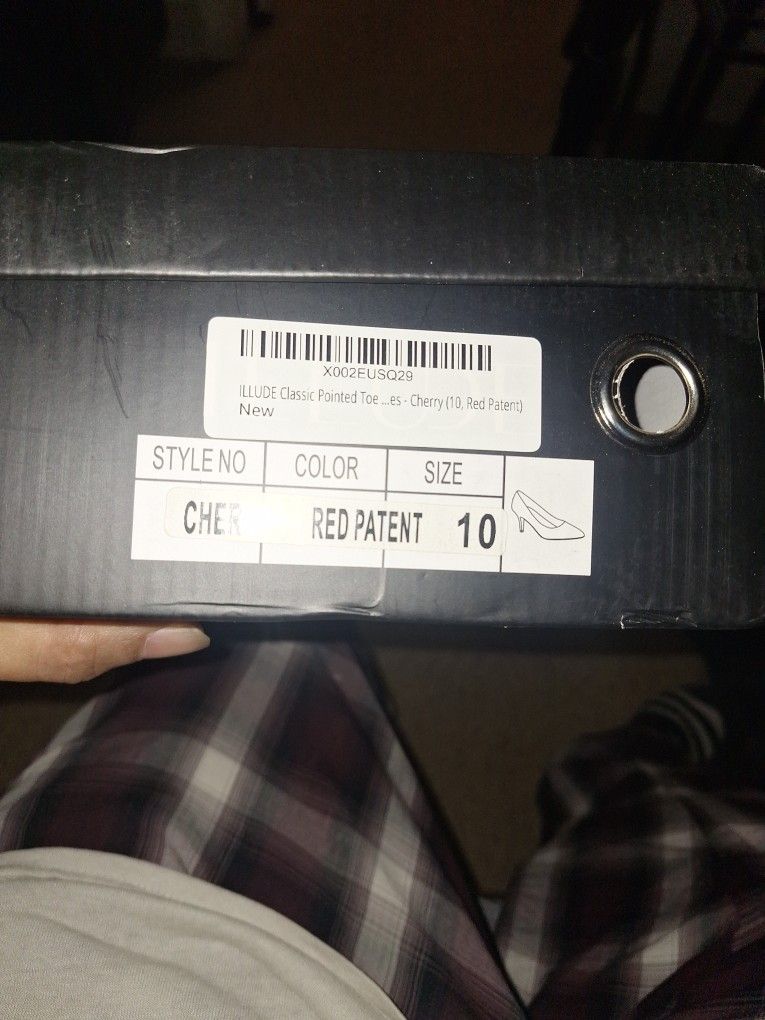 X002EUSQ29
ILLUDE Classic Pointed Toe ...es - Cherry (10, Red Patent)
New
STYLE NO COLOR SIZE
CHER RED PATENT 10